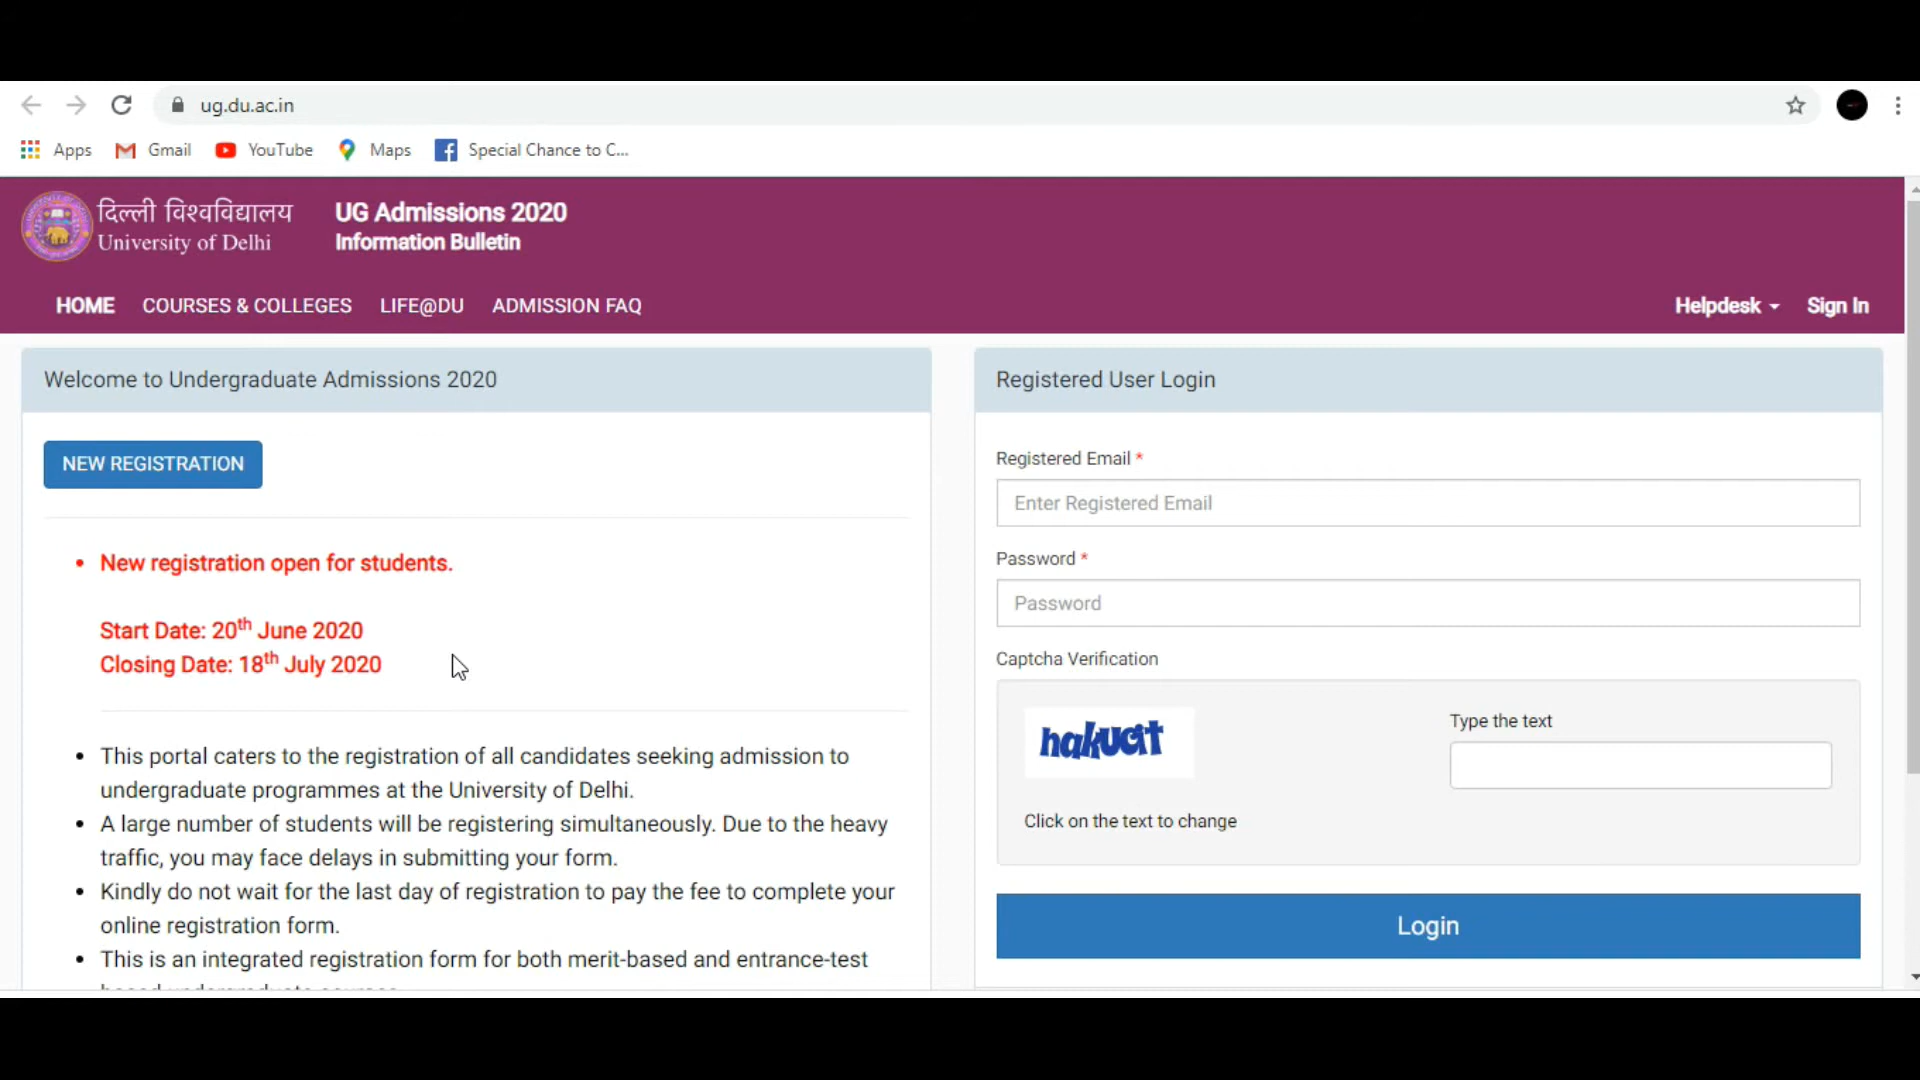 ug.du.ac.in
Apps Gmail YouTube Maps Special Chance to C...
दिल्ली विश्वविद्यालय
University of Delhi
UG Admissions 2020
Information Bulletin
HOME COURSES & COLLEGES LIFE@DU ADMISSION FAQ Helpdesk Sign In
Welcome to Undergraduate Admissions 2020
NEW REGISTRATION
• New registration open for students.
Start Date: 20th June 2020
Closing Date: 18th July 2020
• This portal caters to the registration of all candidates seeking admission to
undergraduate programmes at the University of Delhi.
• A large number of students will be registering simultaneously. Due to the heavy
traffic, you may face delays in submitting your form.
• Kindly do not wait for the last day of registration to pay the fee to complete your
online registration form.
• This is an integrated registration form for both merit-based and entrance-test
Registered User Login
Registered Email *
Enter Registered Email
Password *
Password
Captcha Verification
hakucit
Type the text
Click on the text to change
Login